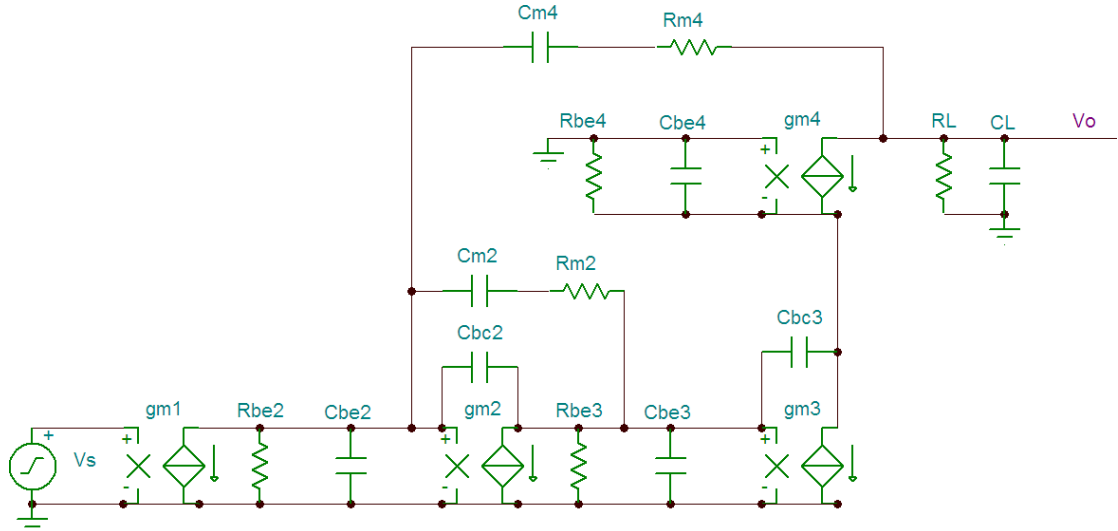 Cm4 Rm4
Rbe4 Cbe4 gm4 RL CL Vo
+
-
Cm2 Rm2
Cbc3
Cbc2
gm1 Rbe2 Cbe2 gm2 Rbe3 Cbe3 gm3
+ + + +
Vs
- - -